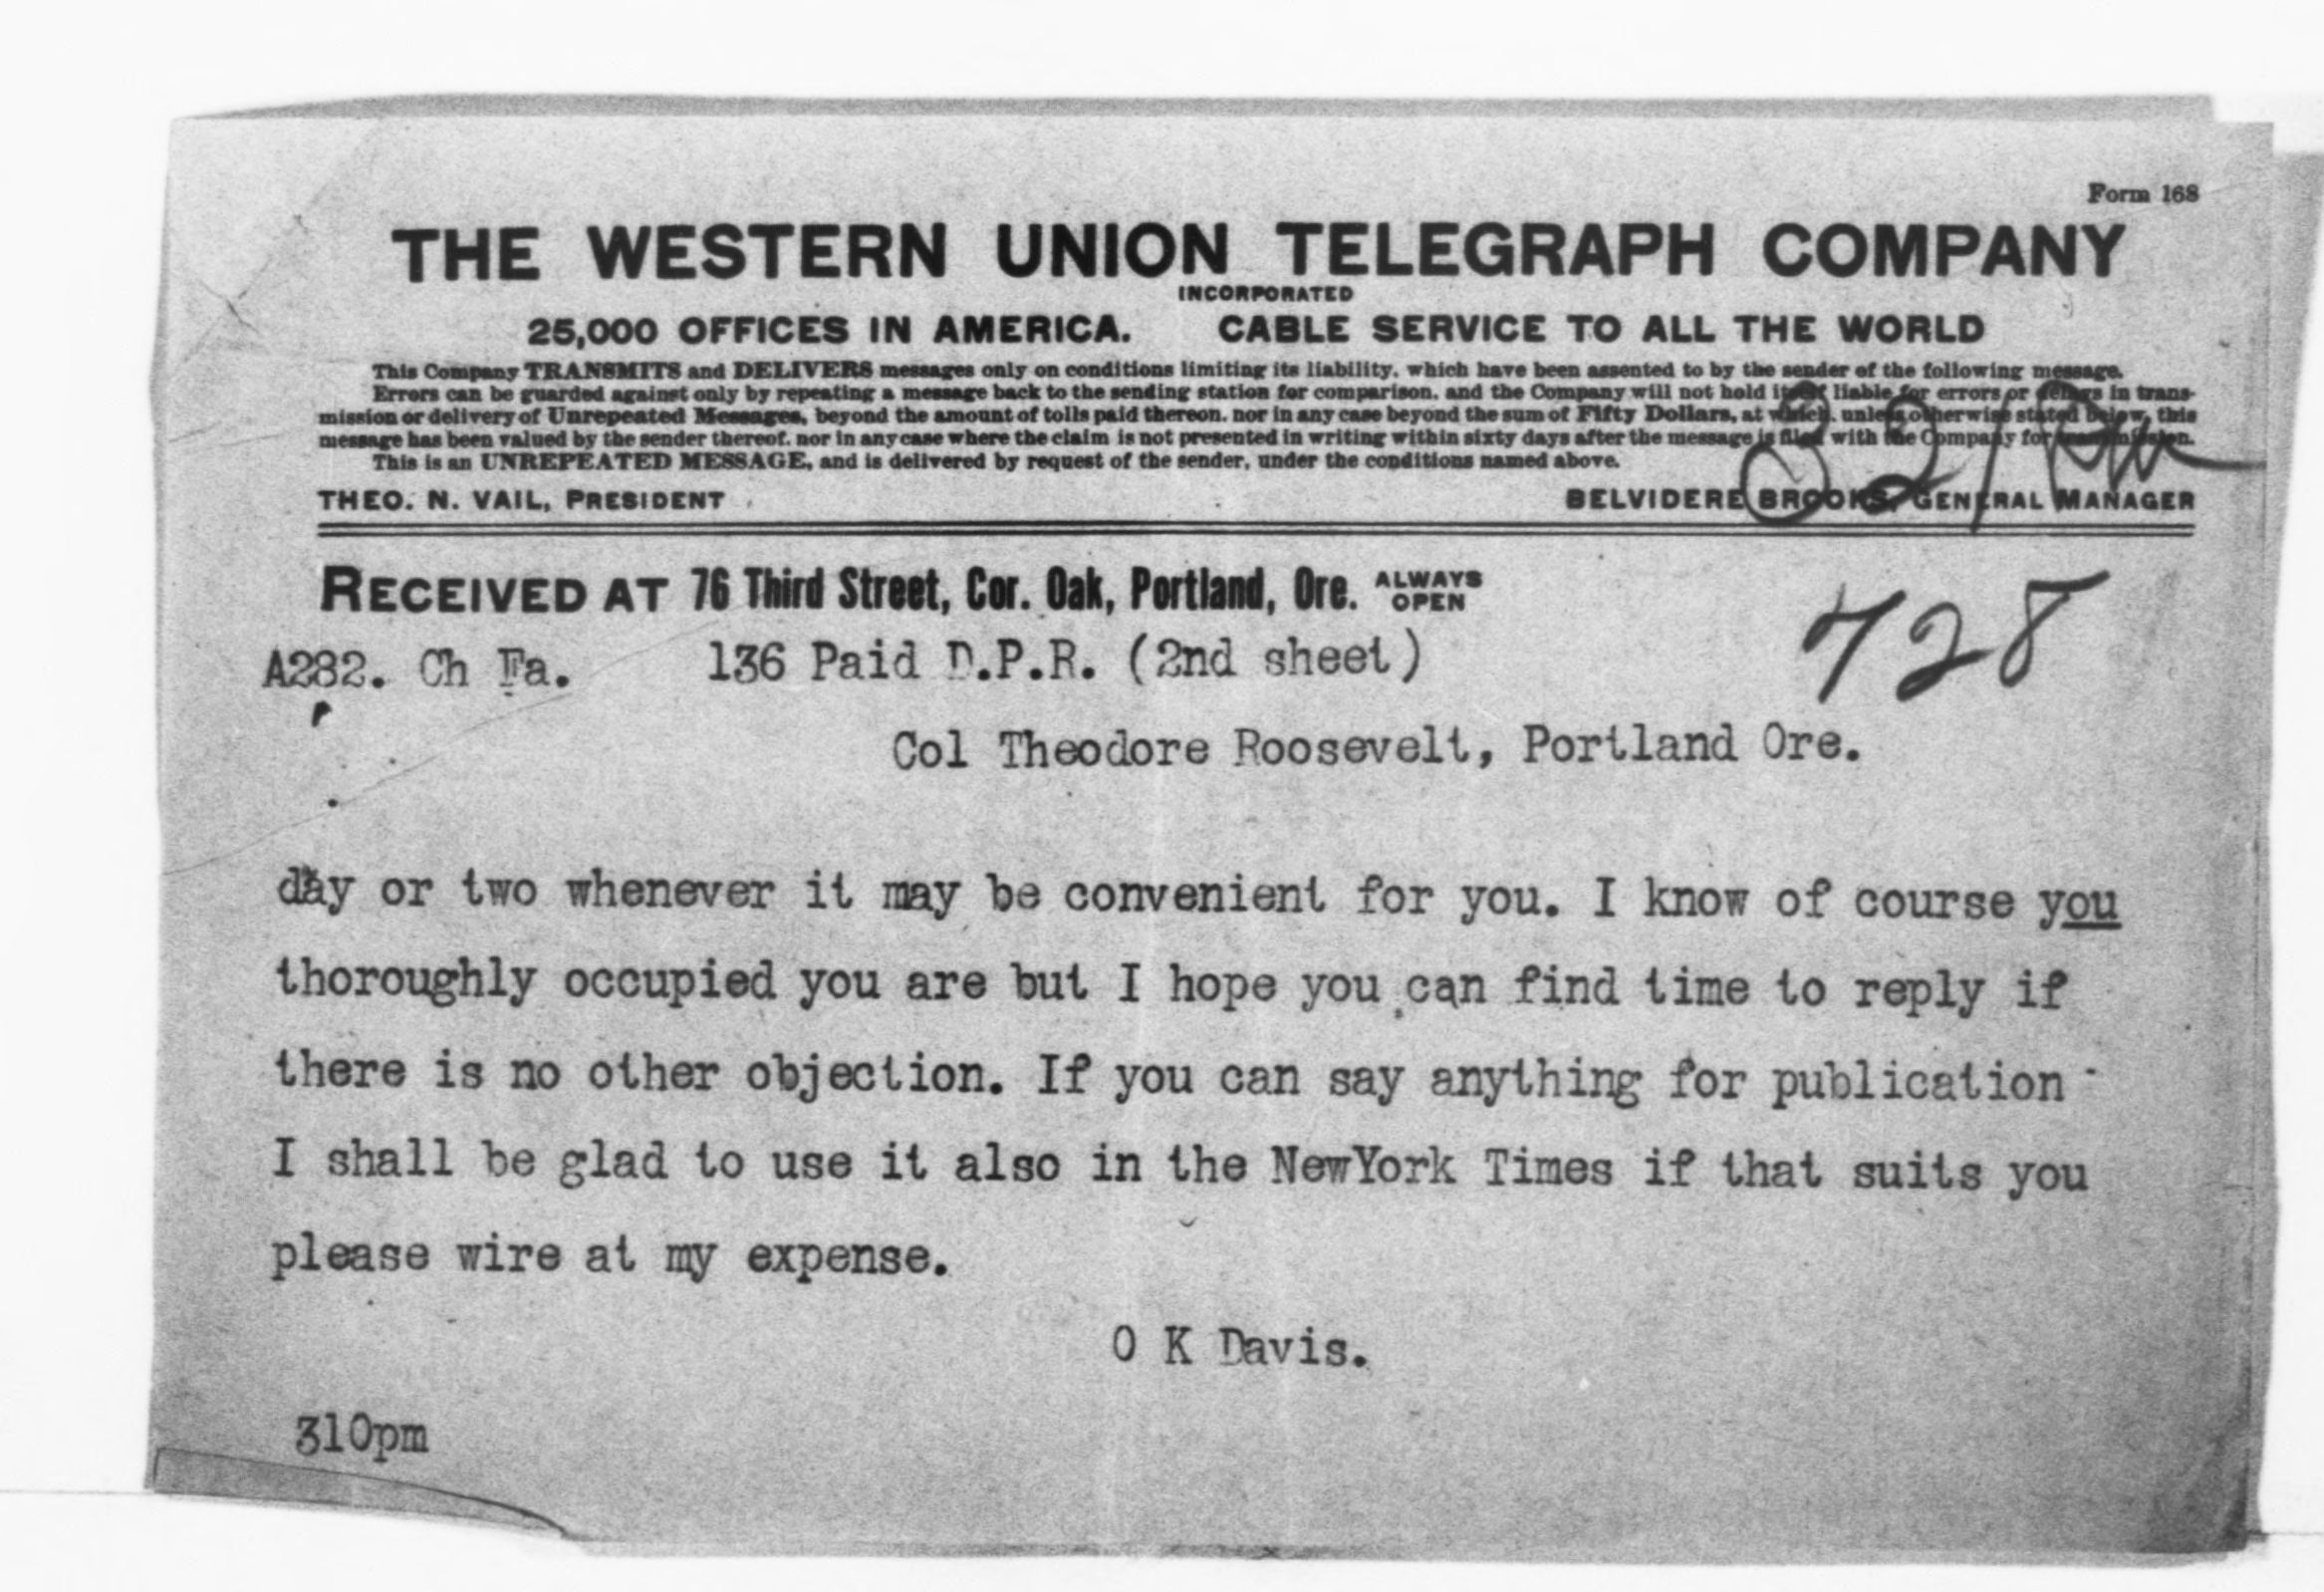 Form 168
THE WESTERN UNION TELEGRAPH COMPANY
INCORPORATED
25,000 OFFICES IN AMERICA. CABLE SERVICE TO ALL THE WORLD
This Company TRANSMITS and DELIVERS messages only on conditions limiting its liability, which have been assented to by the sender of the following message.
Errors can be guarded against only by repeating a message back to the sending station for comparison, and the Company will not hold itself liable for errors or delays in trans-
mission or delivery of Unrepeated Messages, beyond the amount of tolls paid thereon, nor in any case beyond the sum of Fifty Dollars, at which, unless otherwise stated below, this
message has been valued by the sender thereof, nor in any case where the claim is not presented in writing within sixty days after the message is filed with the Company for transmission.
This is an UNREPEATED MESSAGE, and is delivered by request of the sender, under the conditions named above.
THEO. N. VAIL, PRESIDENT BELVIDERE BROOKS, GENERAL MANAGER
RECEIVED AT 76 Third Street, Cor. Oak, Portland, Ore. ALWAYS OPEN
728
A282. Ch Fa. 136 Paid D.P.R. (2nd sheet)
Col Theodore Roosevelt, Portland Ore.
day or two whenever it may be convenient for you. I know of course you
thoroughly occupied you are but I hope you can find time to reply if
there is no other objection. If you can say anything for publication
I shall be glad to use it also in the NewYork Times if that suits you
please wire at my expense.
O K Davis.
310pm